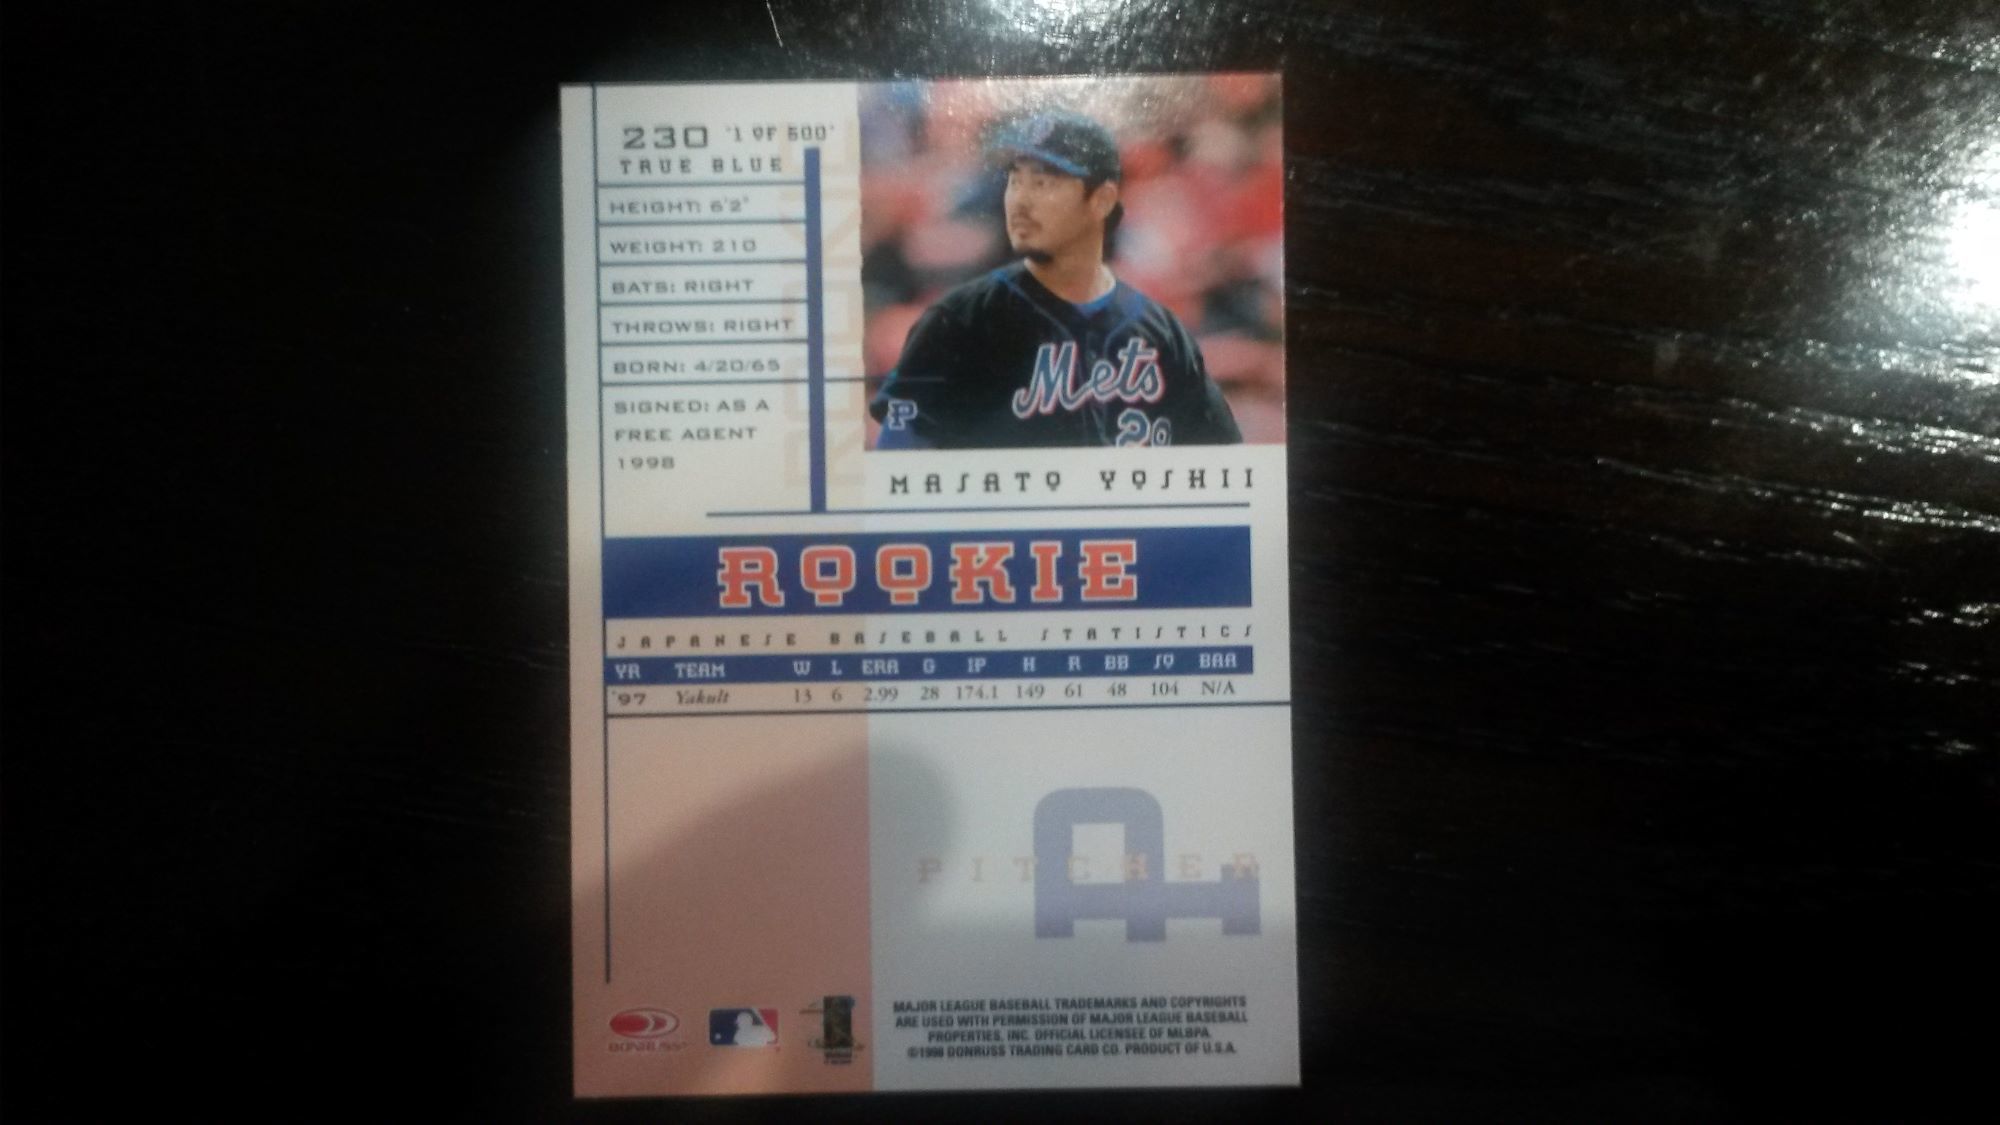 230 "1 OF 500"
TRUE BLUE
HEIGHT: 6'2"
WEIGHT: 210
BATS: RIGHT
THROWS: RIGHT
BORN: 4/20/65
SIGNED: AS A
FREE AGENT
1998
ROOKIE
Mets
29
P
MASATO YOSHII
ROOKIE
JAPANESE BASEBALL STATISTICS
YR TEAM W L ERA G IP H R BB SO BAA
'97 Yakult 13 6 2.99 28 174.1 149 61 48 104 N/A
P
PITCHER
DONRUSS
MAJOR LEAGUE BASEBALL TRADEMARKS AND COPYRIGHTS
ARE USED WITH PERMISSION OF MAJOR LEAGUE BASEBALL
PROPERTIES, INC. OFFICIAL LICENSEE OF MLBPA.
©1998 DONRUSS TRADING CARD CO. PRODUCT OF U.S.A.